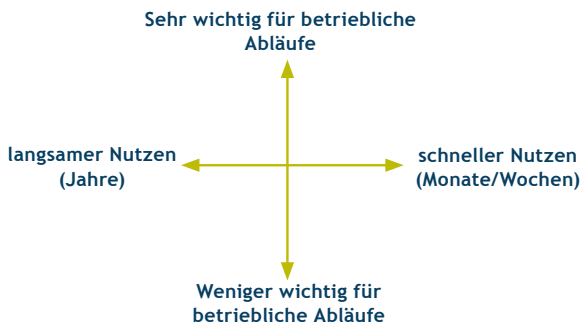 Sehr wichtig für betriebliche
Abläufe
langsamer Nutzen
(Jahre)
schneller Nutzen
(Monate/Wochen)
Weniger wichtig für
betriebliche Abläufe